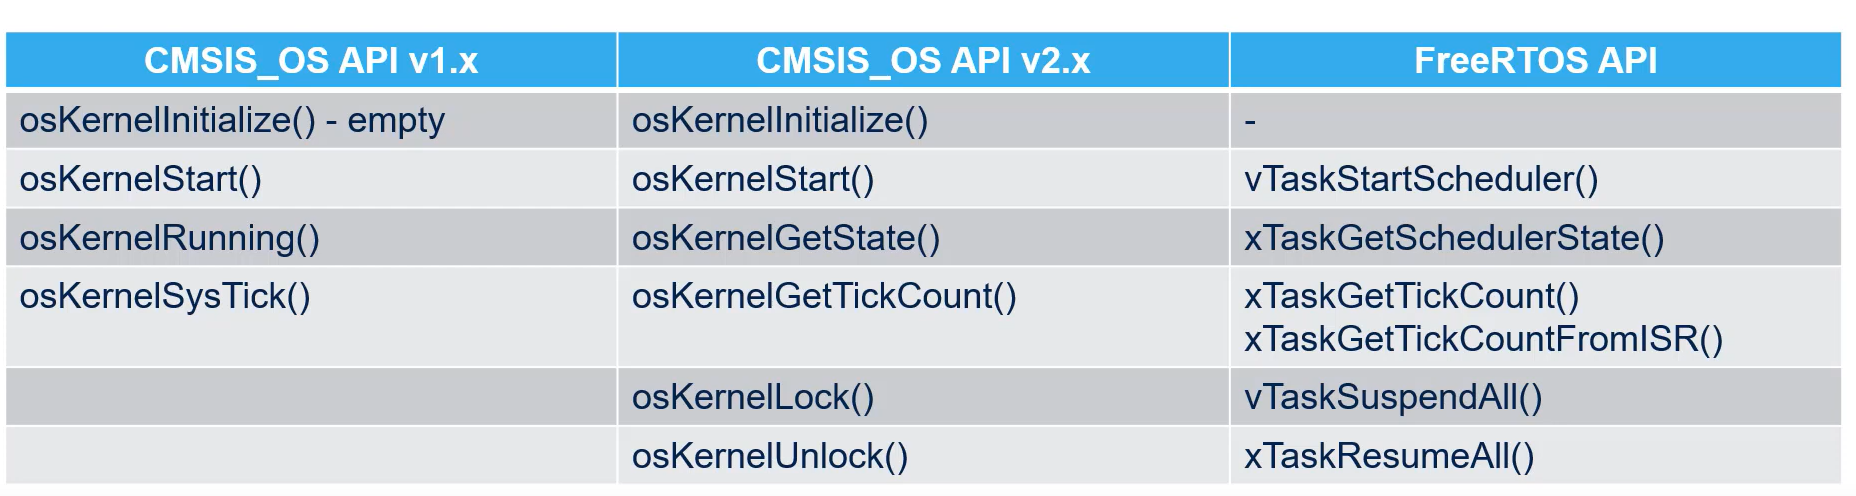 CMSIS_OS API v1.x CMSIS_OS API v2.x FreeRTOS API
osKernelInitialize() - empty osKernelInitialize() -
osKernelStart() osKernelStart() vTaskStartScheduler()
osKernelRunning() osKernelGetState() xTaskGetSchedulerState()
osKernelSysTick() osKernelGetTickCount() xTaskGetTickCount()
xTaskGetTickCountFromISR()
osKernelLock() vTaskSuspendAll()
osKernelUnlock() xTaskResumeAll()